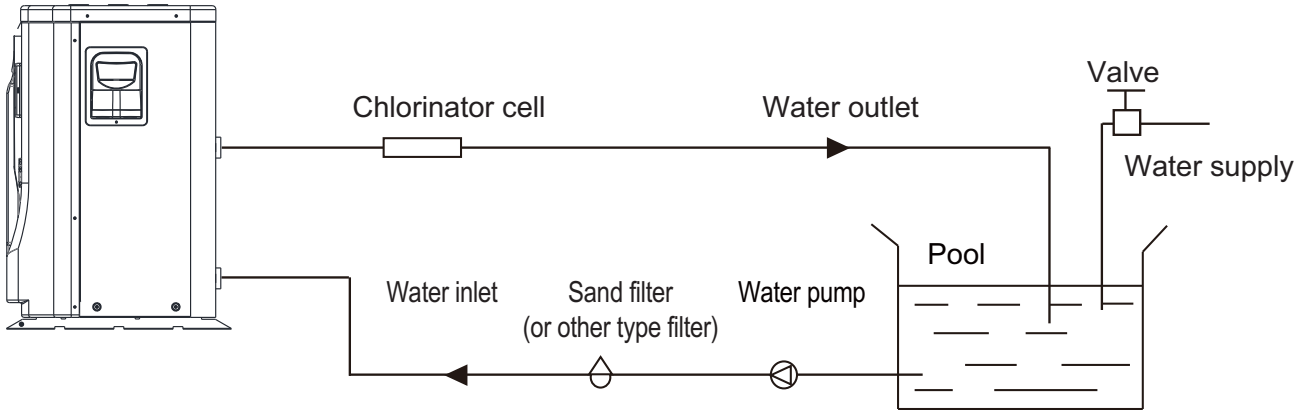 Valve
Chlorinator cell
Water outlet
Water supply
Pool
Water inlet
Sand filter
(or other type filter)
Water pump